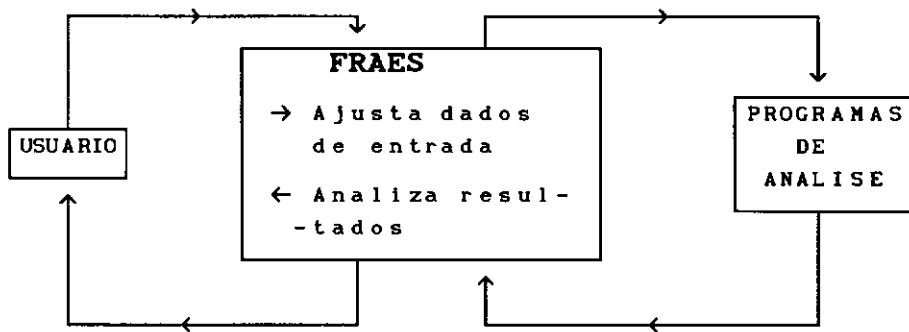 FRAES
→ Ajusta dados
de entrada
← Analiza resul-
-tados
USUARIO
PROGRAMAS
DE
ANALISE